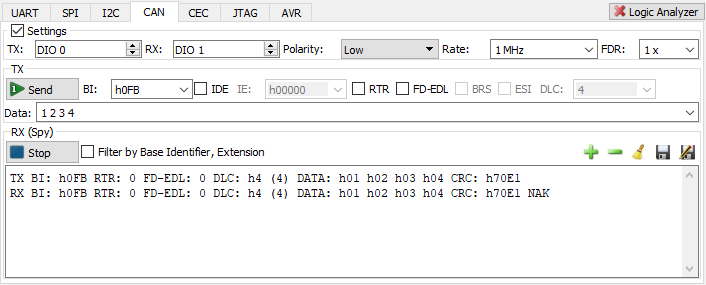 UART SPI I2C CAN CEC JTAG AVR Logic Analyzer
Settings
TX: DIO 0 RX: DIO 1 Polarity: Low Rate: 1 MHz FDR: 1 x
TX
1 Send BI: h0FB IDE IE: h00000 RTR FD-EDL BRS ESI DLC: 4
Data: 1 2 3 4
RX (Spy)
Stop Filter by Base Identifier, Extension
TX BI: h0FB RTR: 0 FD-EDL: 0 DLC: h4 (4) DATA: h01 h02 h03 h04 CRC: h70E1
RX BI: h0FB RTR: 0 FD-EDL: 0 DLC: h4 (4) DATA: h01 h02 h03 h04 CRC: h70E1 NAK